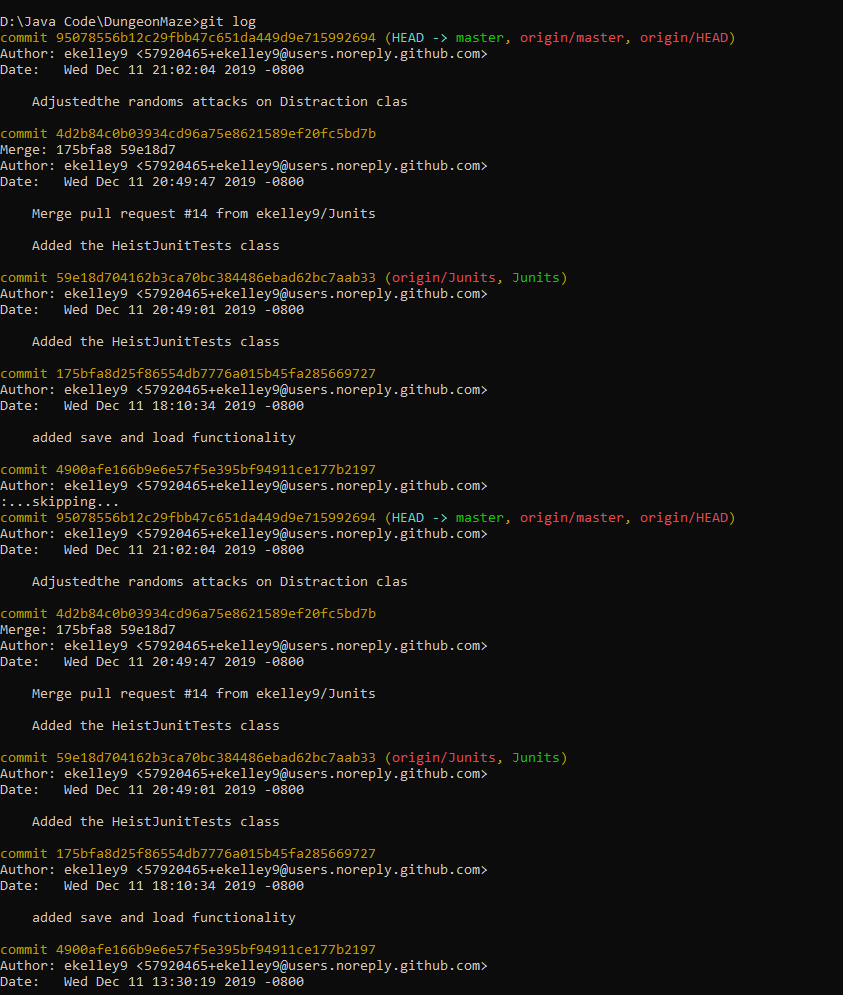 D:\Java Code\DungeonMaze>git log
commit 95078556b12c29fbb47c651da449d9e715992694 (HEAD -> master, origin/master, origin/HEAD)
Author: ekelley9 <57920465+ekelley9@users.noreply.github.com>
Date:   Wed Dec 11 21:02:04 2019 -0800
    Adjustedthe randoms attacks on Distraction clas
commit 4d2b84c0b03934cd96a75e8621589ef20fc5bd7b
Merge: 175bfa8 59e18d7
Author: ekelley9 <57920465+ekelley9@users.noreply.github.com>
Date:   Wed Dec 11 20:49:47 2019 -0800
    Merge pull request #14 from ekelley9/Junits
    Added the HeistJunitTests class
commit 59e18d704162b3ca70bc384486ebad62bc7aab33 (origin/Junits, Junits)
Author: ekelley9 <57920465+ekelley9@users.noreply.github.com>
Date:   Wed Dec 11 20:49:01 2019 -0800
    Added the HeistJunitTests class
commit 175bfa8d25f86554db7776a015b45fa285669727
Author: ekelley9 <57920465+ekelley9@users.noreply.github.com>
Date:   Wed Dec 11 18:10:34 2019 -0800
    added save and load functionality
commit 4900afe166b9e6e57f5e395bf94911ce177b2197
Author: ekelley9 <57920465+ekelley9@users.noreply.github.com>
:...skipping...
commit 95078556b12c29fbb47c651da449d9e715992694 (HEAD -> master, origin/master, origin/HEAD)
Author: ekelley9 <57920465+ekelley9@users.noreply.github.com>
Date:   Wed Dec 11 21:02:04 2019 -0800
    Adjustedthe randoms attacks on Distraction clas
commit 4d2b84c0b03934cd96a75e8621589ef20fc5bd7b
Merge: 175bfa8 59e18d7
Author: ekelley9 <57920465+ekelley9@users.noreply.github.com>
Date:   Wed Dec 11 20:49:47 2019 -0800
    Merge pull request #14 from ekelley9/Junits
    Added the HeistJunitTests class
commit 59e18d704162b3ca70bc384486ebad62bc7aab33 (origin/Junits, Junits)
Author: ekelley9 <57920465+ekelley9@users.noreply.github.com>
Date:   Wed Dec 11 20:49:01 2019 -0800
    Added the HeistJunitTests class
commit 175bfa8d25f86554db7776a015b45fa285669727
Author: ekelley9 <57920465+ekelley9@users.noreply.github.com>
Date:   Wed Dec 11 18:10:34 2019 -0800
    added save and load functionality
commit 4900afe166b9e6e57f5e395bf94911ce177b2197
Author: ekelley9 <57920465+ekelley9@users.noreply.github.com>
Date:   Wed Dec 11 13:30:19 2019 -0800